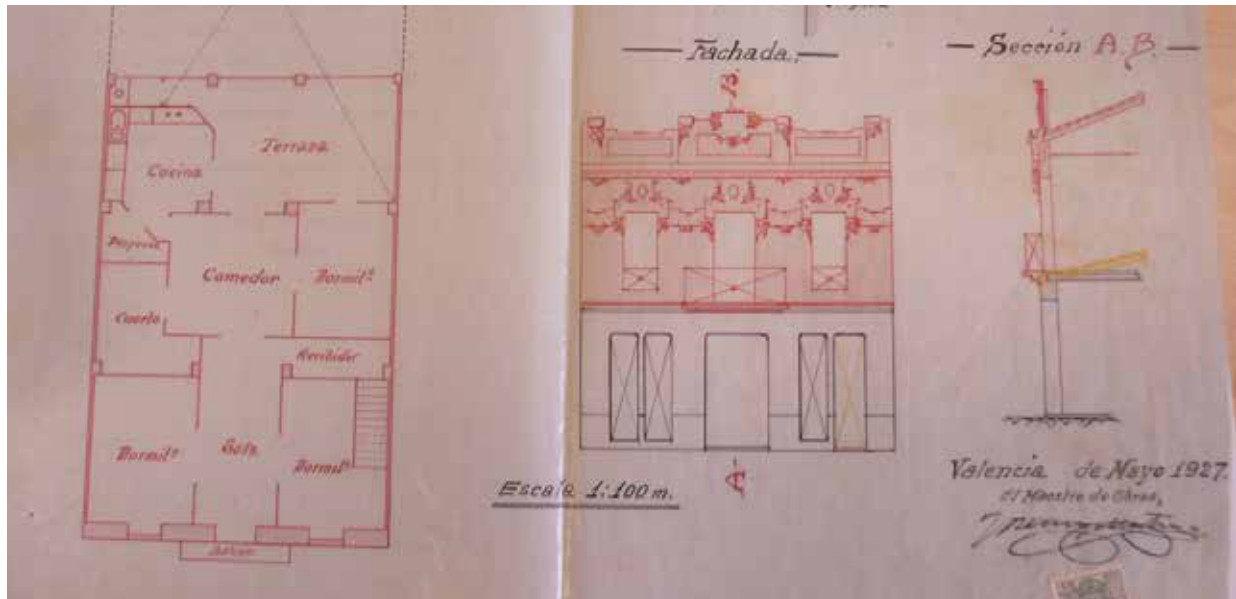 Fachada,
Sección A. B.
B.
Terraza
Cocina
Despensa
Comedor
Dormit.º
Cuarto
Recibidor
Dormit.º
Sala
Dormit.º
Balcon
A
Escala 1:100 m.
Valencia de Mayo 1927.
El Maestro de Obras,